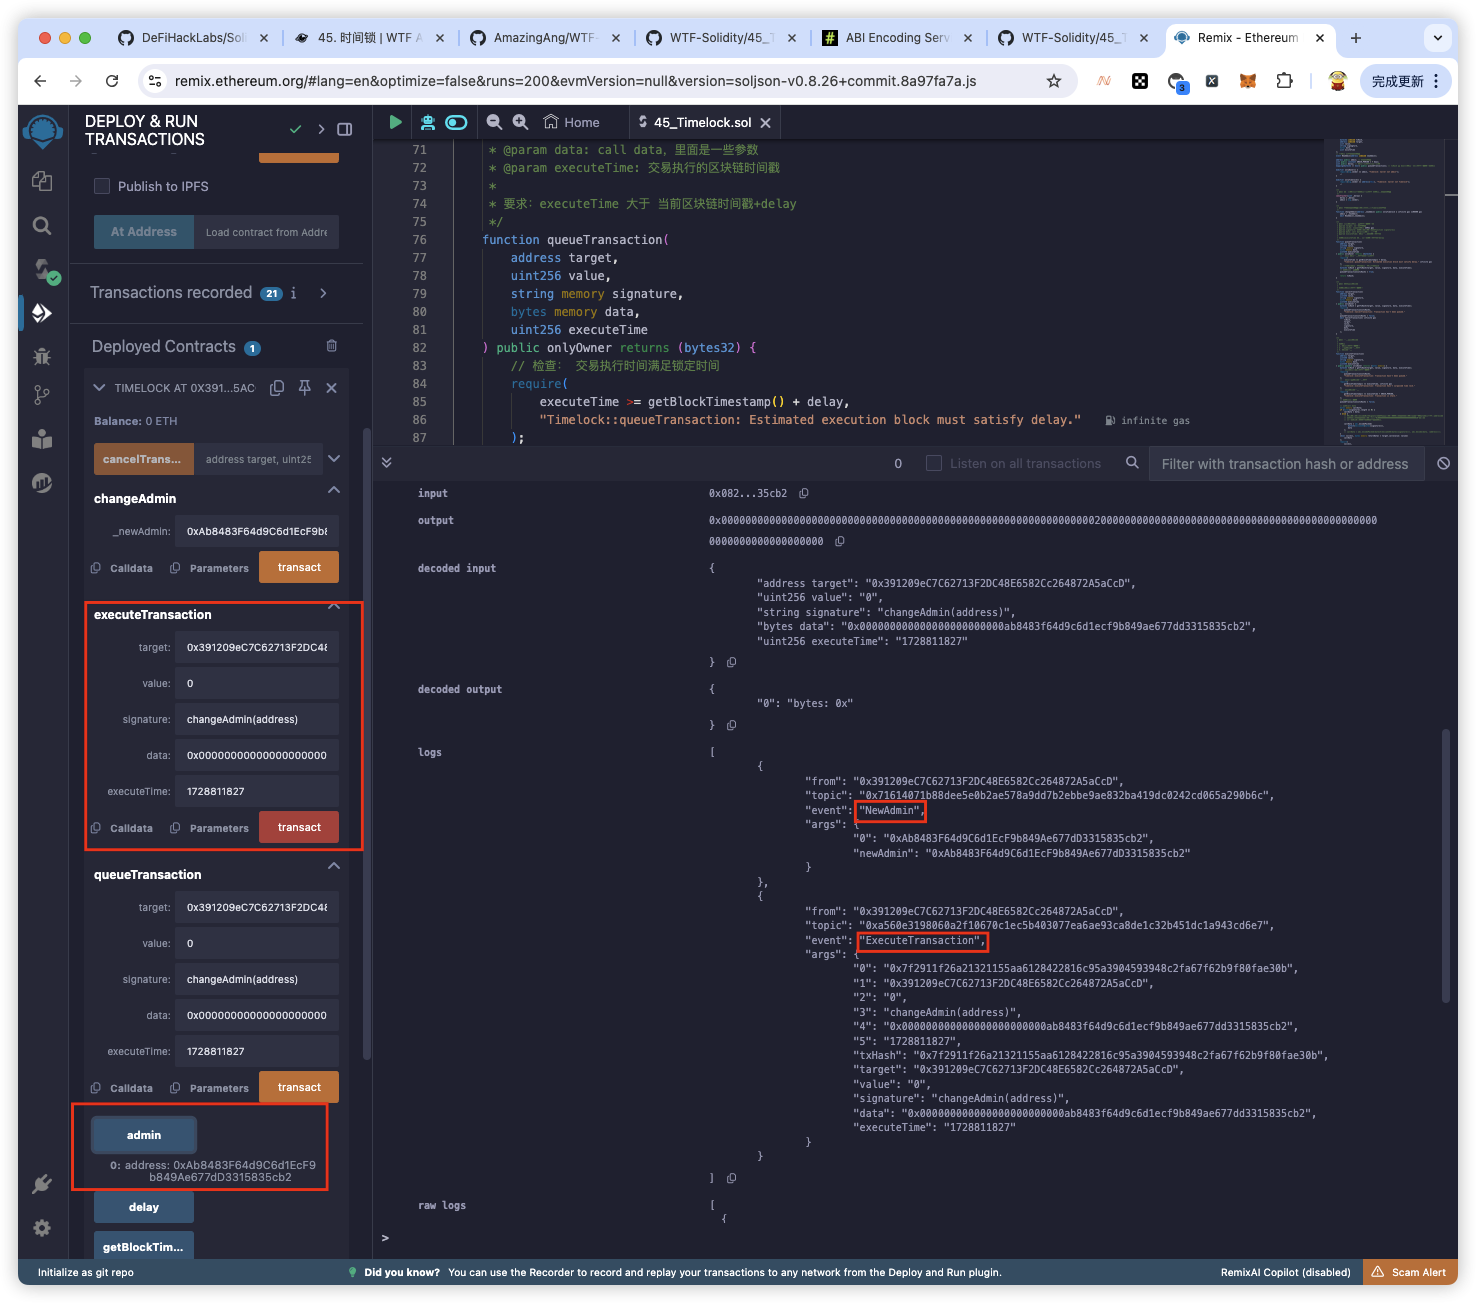 DeFiHackLabs/Soli
45. 时间锁 | WTF A
AmazingAng/WTF-
WTF-Solidity/45_T
ABI Encoding Serv
WTF-Solidity/45_T
Remix - Ethereum
remix.ethereum.org/#lang=en&optimize=false&runs=200&evmVersion=null&version=soljson-v0.8.26+commit.8a97fa7a.js
3
完成更新
DEPLOY & RUN
TRANSACTIONS
Home
45_Timelock.sol
Publish to IPFS
At Address
Load contract from Addre
Transactions recorded 21 i
Deployed Contracts 1
TIMELOCK AT 0X391...5AC
Balance: 0 ETH
cancelTrans...
address target, uint25
changeAdmin
_newAdmin:
0xAb8483F64d9C6d1EcF9b8
Calldata
Parameters
transact
executeTransaction
target:
0x391209eC7C62713F2DC48
value:
0
signature:
changeAdmin(address)
data:
0x00000000000000000000
executeTime:
1728811827
Calldata
Parameters
transact
queueTransaction
target:
0x391209eC7C62713F2DC48
value:
0
signature:
changeAdmin(address)
data:
0x00000000000000000000
executeTime:
1728811827
Calldata
Parameters
transact
admin
0: address: 0xAb8483F64d9C6d1EcF9
b849Ae677dD3315835cb2
delay
getBlockTim...
71 * @param data: call data，里面是一些参数
72 * @param executeTime: 交易执行的区块链时间戳
73 *
74 * 要求：executeTime 大于 当前区块链时间戳+delay
75 */
76 function queueTransaction(
77 address target,
78 uint256 value,
79 string memory signature,
80 bytes memory data,
81 uint256 executeTime
82 ) public onlyOwner returns (bytes32) {
83 // 检查： 交易执行时间满足锁定时间
84 require(
85 executeTime >= getBlockTimestamp() + delay,
86 "Timelock::queueTransaction: Estimated execution block must satisfy delay." infinite gas
87 );
0
Listen on all transactions
Filter with transaction hash or address
input
0x082...35cb2
output
decoded input
{
"address target": "0x391209eC7C62713F2DC48E6582Cc264872A5aCcD",
"uint256 value": "0",
"string signature": "changeAdmin(address)",
"bytes data": "0x000000000000000000000000ab8483f64d9c6d1ecf9b849ae677dd3315835cb2",
"uint256 executeTime": "1728811827"
}
decoded output
{
"0": "bytes: 0x"
}
logs
[
{
"from": "0x391209eC7C62713F2DC48E6582Cc264872A5aCcD",
"topic": "0x71614071b88dee5e0b2ae578a9dd7b2ebbe9ae832ba419dc0242cd065a290b6c",
"event": "NewAdmin",
"args": {
"0": "0xAb8483F64d9C6d1EcF9b849Ae677dD3315835cb2",
"newAdmin": "0xAb8483F64d9C6d1EcF9b849Ae677dD3315835cb2"
}
},
{
"from": "0x391209eC7C62713F2DC48E6582Cc264872A5aCcD",
"topic": "0xa560e3198060a2f10670c1ec5b403077ea6ae93ca8de1c32b451dc1a943cd6e7",
"event": "ExecuteTransaction",
"args": {
"0": "0x7f2911f26a21321155aa6128422816c95a3904593948c2fa67f62b9f80fae30b",
"1": "0x391209eC7C62713F2DC48E6582Cc264872A5aCcD",
"2": "0",
"3": "changeAdmin(address)",
"4": "0x000000000000000000000000ab8483f64d9c6d1ecf9b849ae677dd3315835cb2",
"5": "1728811827",
"txHash": "0x7f2911f26a21321155aa6128422816c95a3904593948c2fa67f62b9f80fae30b",
"target": "0x391209eC7C62713F2DC48E6582Cc264872A5aCcD",
"value": "0",
"signature": "changeAdmin(address)",
"data": "0x000000000000000000000000ab8483f64d9c6d1ecf9b849ae677dd3315835cb2",
"executeTime": "1728811827"
}
}
]
raw logs
[
{
>
Initialize as git repo
Did you know? You can use the Recorder to record and replay your transactions to any network from the Deploy and Run plugin.
RemixAI Copilot (disabled)
Scam Alert